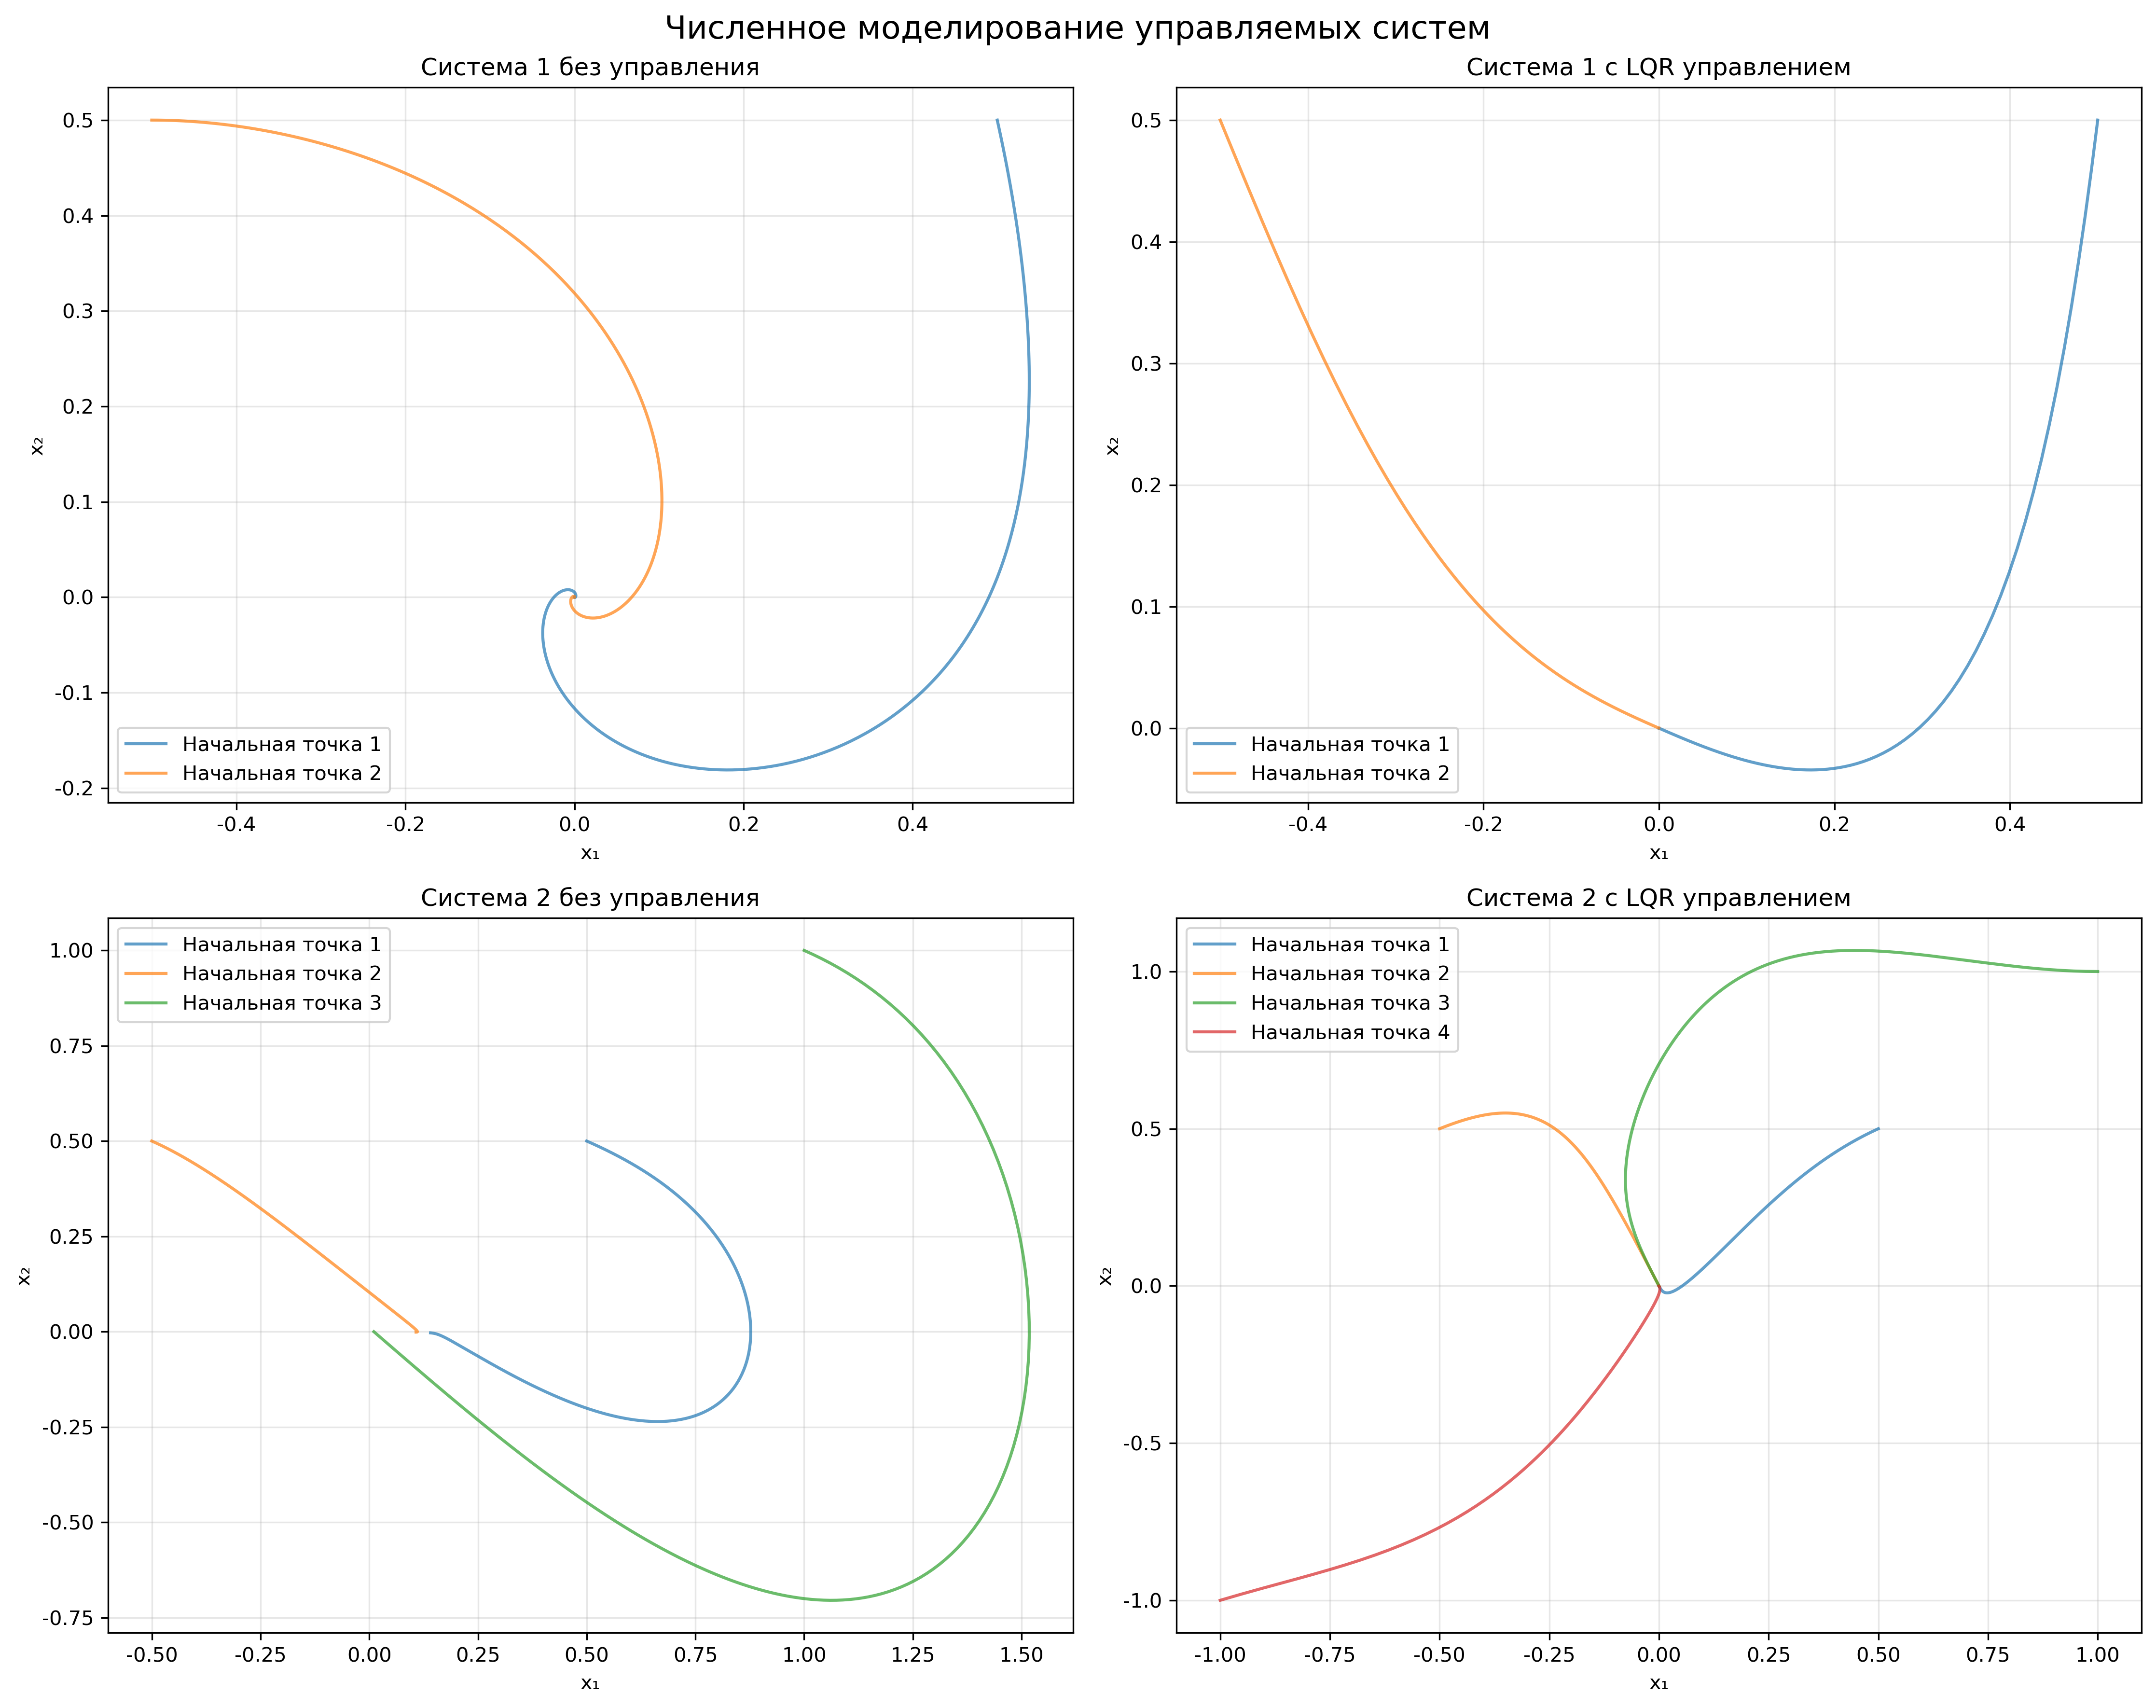 Численное моделирование управляемых систем
Система 1 без управления
0.5
0.4
0.3
0.2
0.1
0.0
-0.1
-0.2
x₂
-0.4
-0.2
0.0
0.2
0.4
x₁
Начальная точка 1
Начальная точка 2
Система 1 с LQR управлением
0.5
0.4
0.3
0.2
0.1
0.0
x₂
-0.4
-0.2
0.0
0.2
0.4
x₁
Начальная точка 1
Начальная точка 2
Система 2 без управления
1.00
0.75
0.50
0.25
0.00
-0.25
-0.50
-0.75
x₂
-0.50
-0.25
0.00
0.25
0.50
0.75
1.00
1.25
1.50
x₁
Начальная точка 1
Начальная точка 2
Начальная точка 3
Система 2 с LQR управлением
1.0
0.5
0.0
-0.5
-1.0
x₂
-1.00
-0.75
-0.50
-0.25
0.00
0.25
0.50
0.75
1.00
x₁
Начальная точка 1
Начальная точка 2
Начальная точка 3
Начальная точка 4